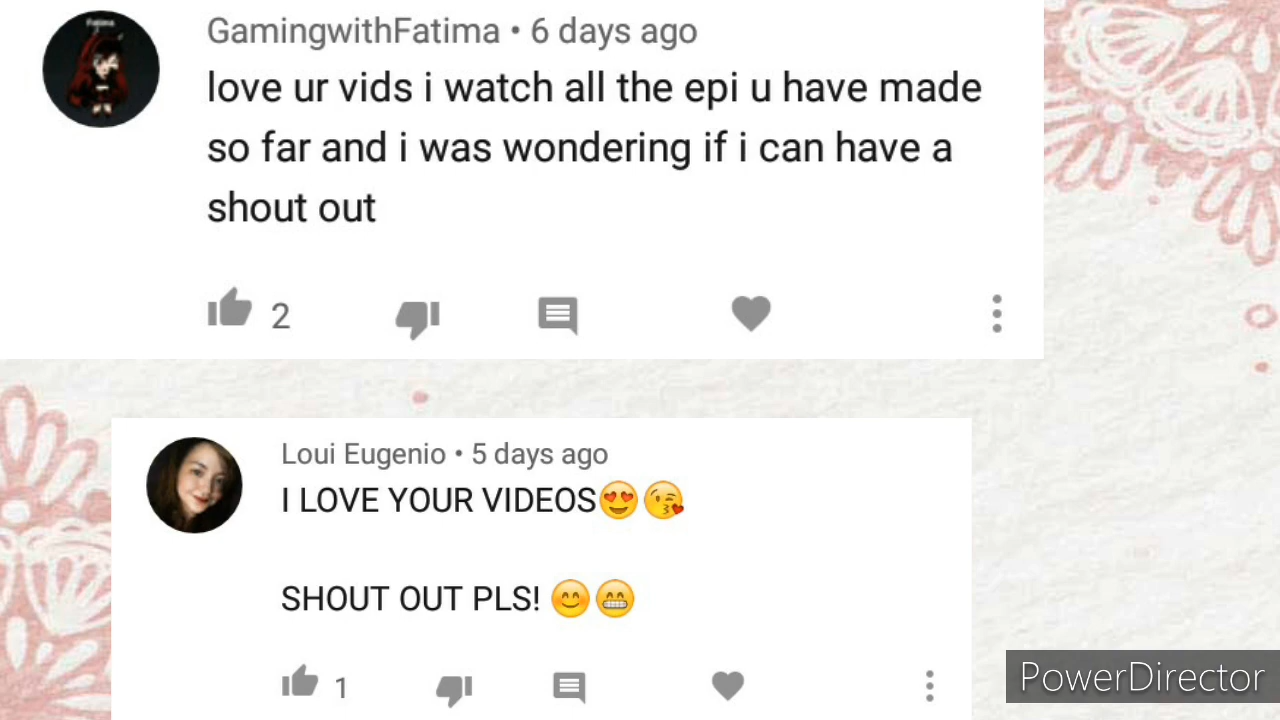 GamingwithFatima • 6 days ago
love ur vids i watch all the epi u have made
so far and i was wondering if i can have a
shout out
2
Loui Eugenio • 5 days ago
I LOVE YOUR VIDEOS😍😘
SHOUT OUT PLS! 😊😁
1
PowerDirector